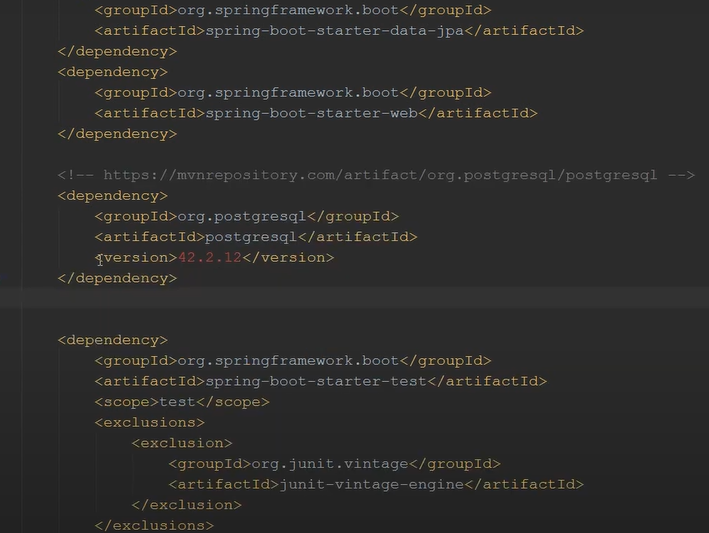 <groupId>org.springframework.boot</groupId>
<artifactId>spring-boot-starter-data-jpa</artifactId>
</dependency>
<dependency>
<groupId>org.springframework.boot</groupId>
<artifactId>spring-boot-starter-web</artifactId>
</dependency>
<!-- https://mvnrepository.com/artifact/org.postgresql/postgresql -->
<dependency>
<groupId>org.postgresql</groupId>
<artifactId>postgresql</artifactId>
<version>42.2.12</version>
</dependency>
<dependency>
<groupId>org.springframework.boot</groupId>
<artifactId>spring-boot-starter-test</artifactId>
<scope>test</scope>
<exclusions>
<exclusion>
<groupId>org.junit.vintage</groupId>
<artifactId>junit-vintage-engine</artifactId>
</exclusion>
</exclusions>